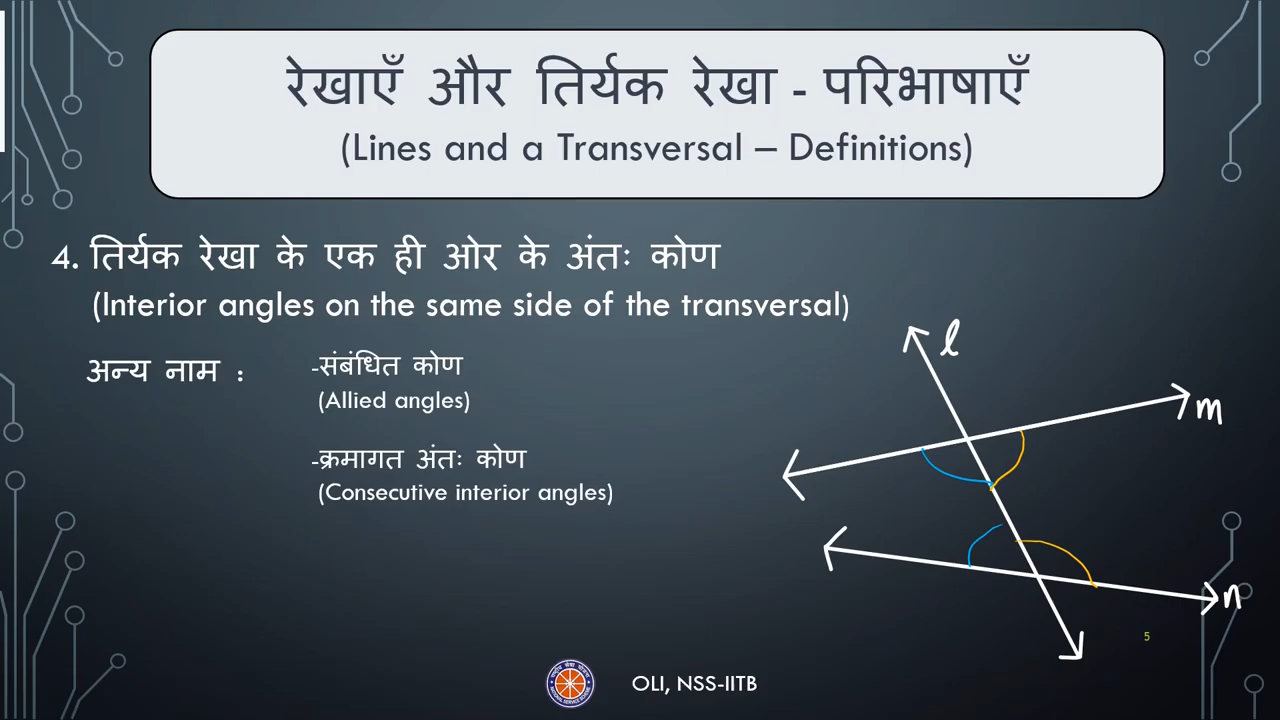 रेखाएँ और तिर्यक रेखा - परिभाषाएँ
(Lines and a Transversal – Definitions)
4. तिर्यक रेखा के एक ही ओर के अंतः कोण
(Interior angles on the same side of the transversal)
अन्य नाम :
-संबंधित कोण
(Allied angles)
-क्रमागत अंतः कोण
(Consecutive interior angles)
l
m
n
5
OLI, NSS-IITB